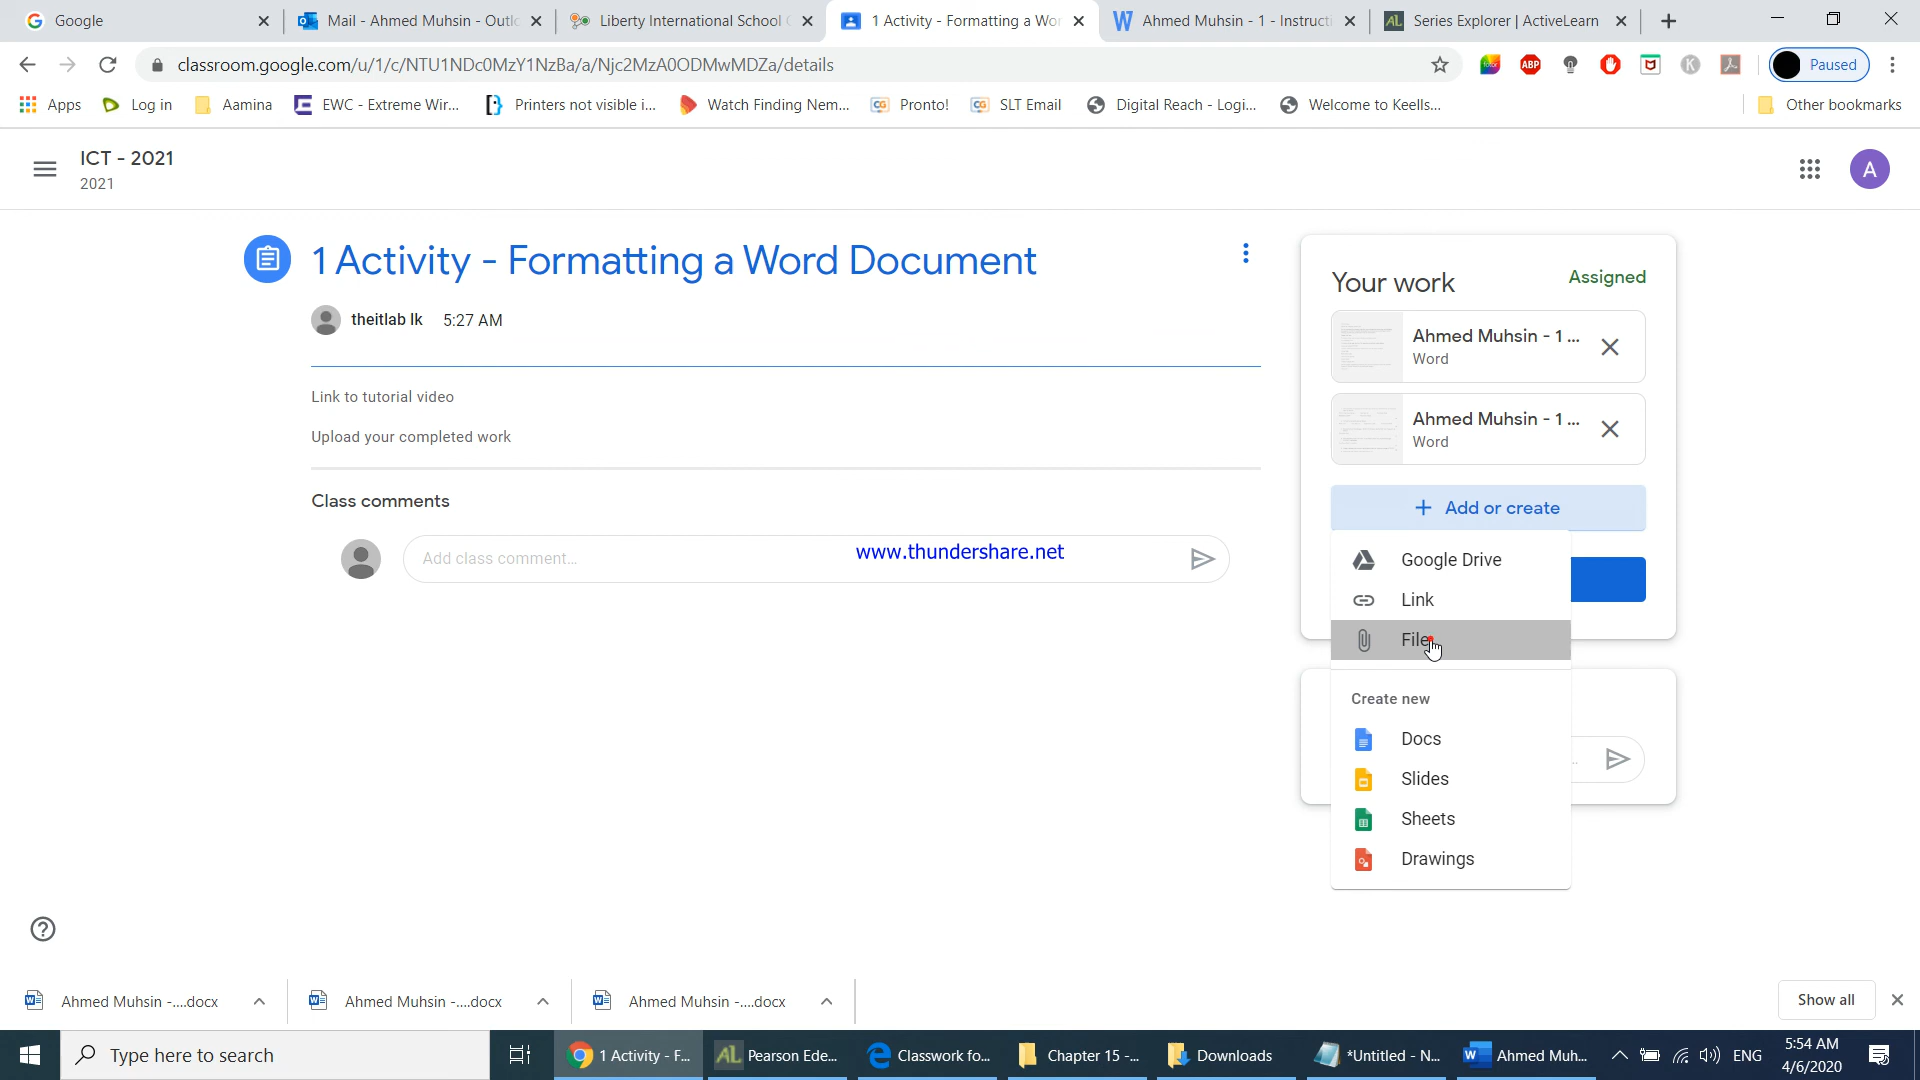 Google
Mail - Ahmed Muhsin - Outlo
Liberty International School (
1 Activity - Formatting a Wor
Ahmed Muhsin - 1 - Instructi
Series Explorer | ActiveLearn
classroom.google.com/u/1/c/NTU1NDc0MzY1NzBa/a/Njc2MzA0ODMwMDZa/details
ABP
K
Paused
Apps
Log in
Aamina
EWC - Extreme Wir...
Printers not visible i...
Watch Finding Nem...
Pronto!
SLT Email
Digital Reach - Logi...
Welcome to Keells...
Other bookmarks
ICT - 2021
2021
A
1 Activity - Formatting a Word Document
theitlab lk 5:27 AM
Link to tutorial video
Upload your completed work
Class comments
Add class comment...
www.thundershare.net
Your work
Assigned
Ahmed Muhsin - 1 ...
Word
Ahmed Muhsin - 1 ...
Word
+ Add or create
Google Drive
Link
File
Create new
Docs
Slides
Sheets
Drawings
Ahmed Muhsin -....docx
Ahmed Muhsin -....docx
Ahmed Muhsin -....docx
Show all
Type here to search
1 Activity - F...
Pearson Ede...
Classwork fo...
Chapter 15 -...
Downloads
*Untitled - N...
Ahmed Muh...
ENG
5:54 AM
4/6/2020